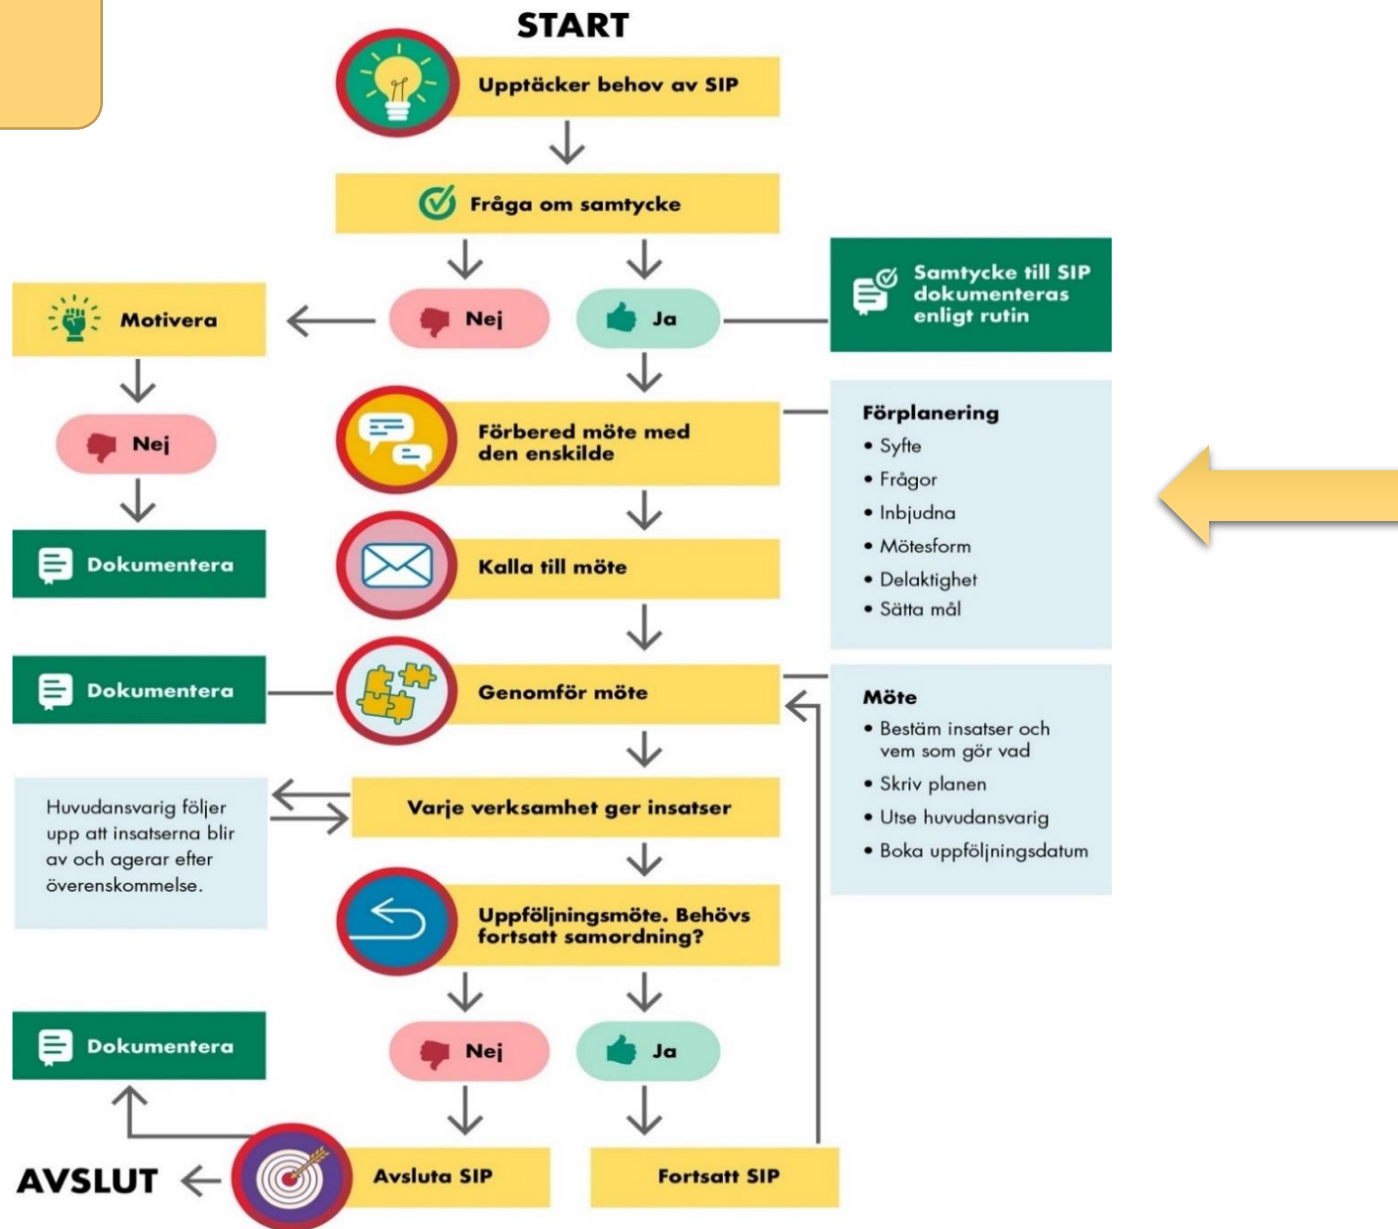 START
Upptäcker behov av SIP
Fråga om samtycke
Nej
Ja
Samtycke till SIP
dokumenteras
enligt rutin
Motivera
Nej
Dokumentera
Förbered möte med
den enskilde
Förplanering
• Syfte
• Frågor
• Inbjudna
• Mötesform
• Delaktighet
• Sätta mål
Kalla till möte
Dokumentera
Genomför möte
Möte
• Bestäm insatser och
vem som gör vad
• Skriv planen
• Utse huvudansvarig
• Boka uppföljningsdatum
Varje verksamhet ger insatser
Huvudansvarig följer
upp att insatserna blir
av och agerar efter
överenskommelse.
Uppföljningsmöte. Behövs
fortsatt samordning?
Nej
Ja
Dokumentera
AVSLUT
Avsluta SIP
Fortsatt SIP